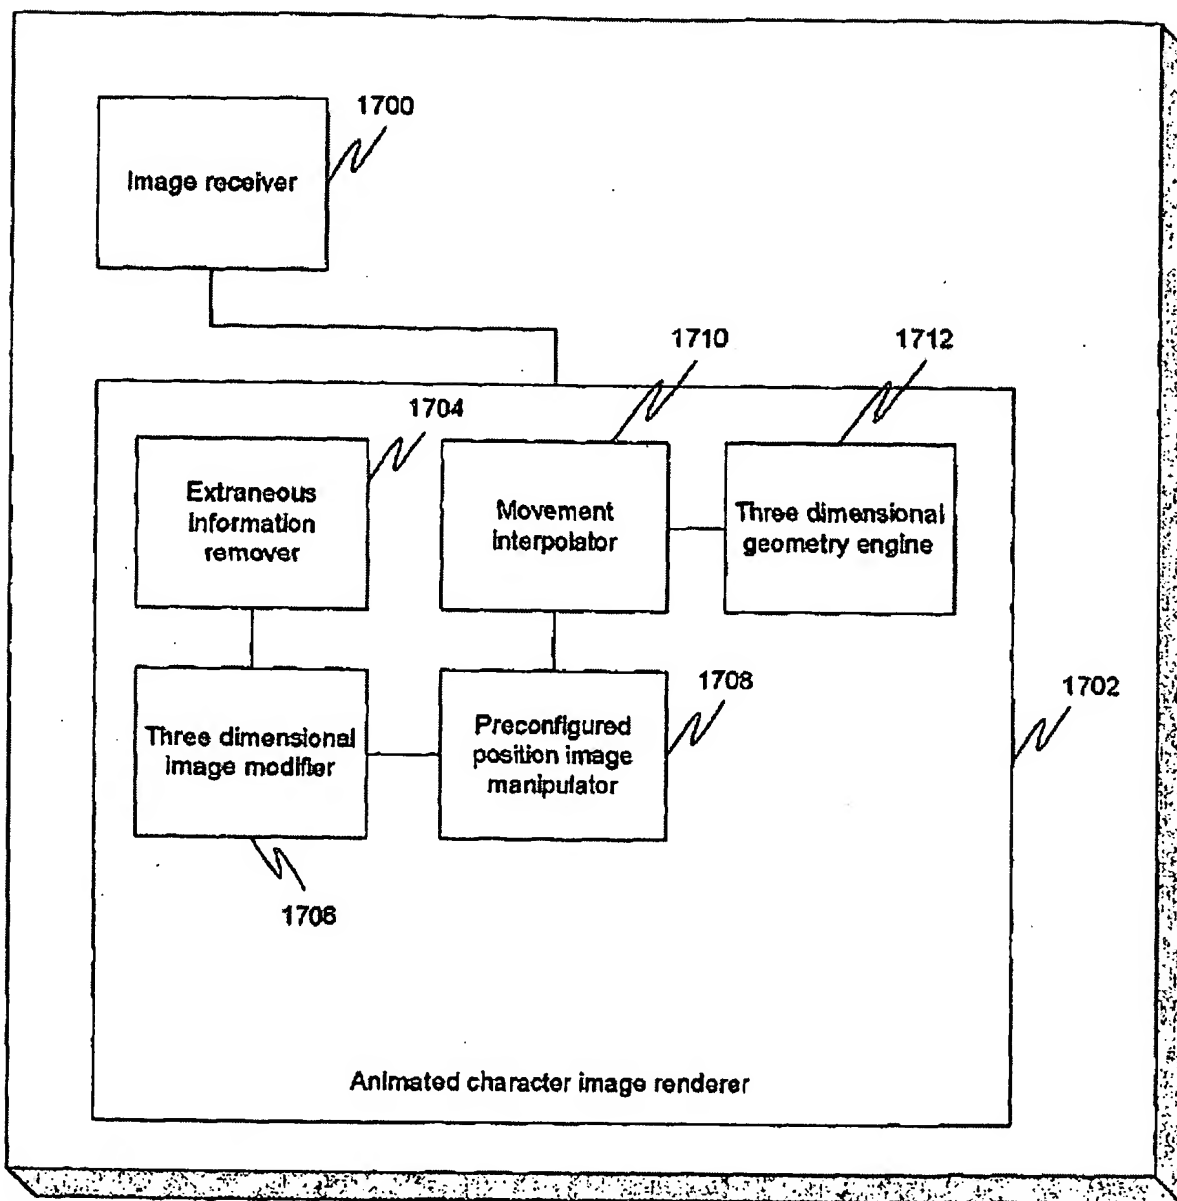 1700
Image receiver
1710
1712
1704
Extraneous
information
remover
Movement
interpolator
Three dimensional
geometry engine
1708
1702
Three dimensional
image modifier
Preconfigured
position image
manipulator
1706
Animated character image renderer